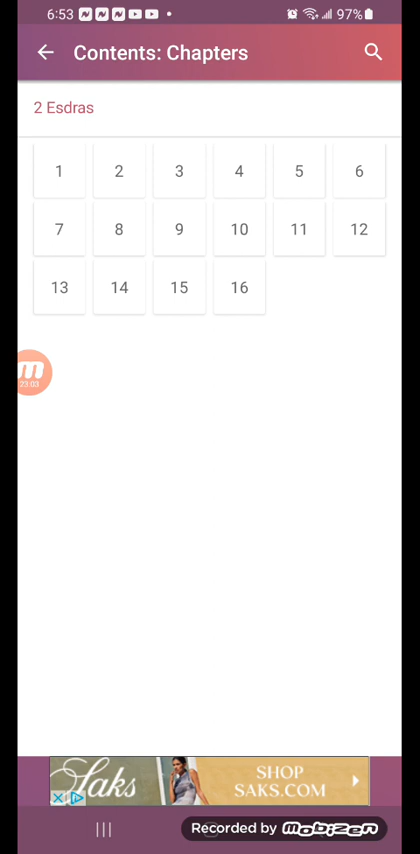 6:53
97%
Contents: Chapters
2 Esdras
1 2 3 4 5 6
7 8 9 10 11 12
13 14 15 16
23:03
Saks
SHOP
SAKS.COM
Recorded by mobizen